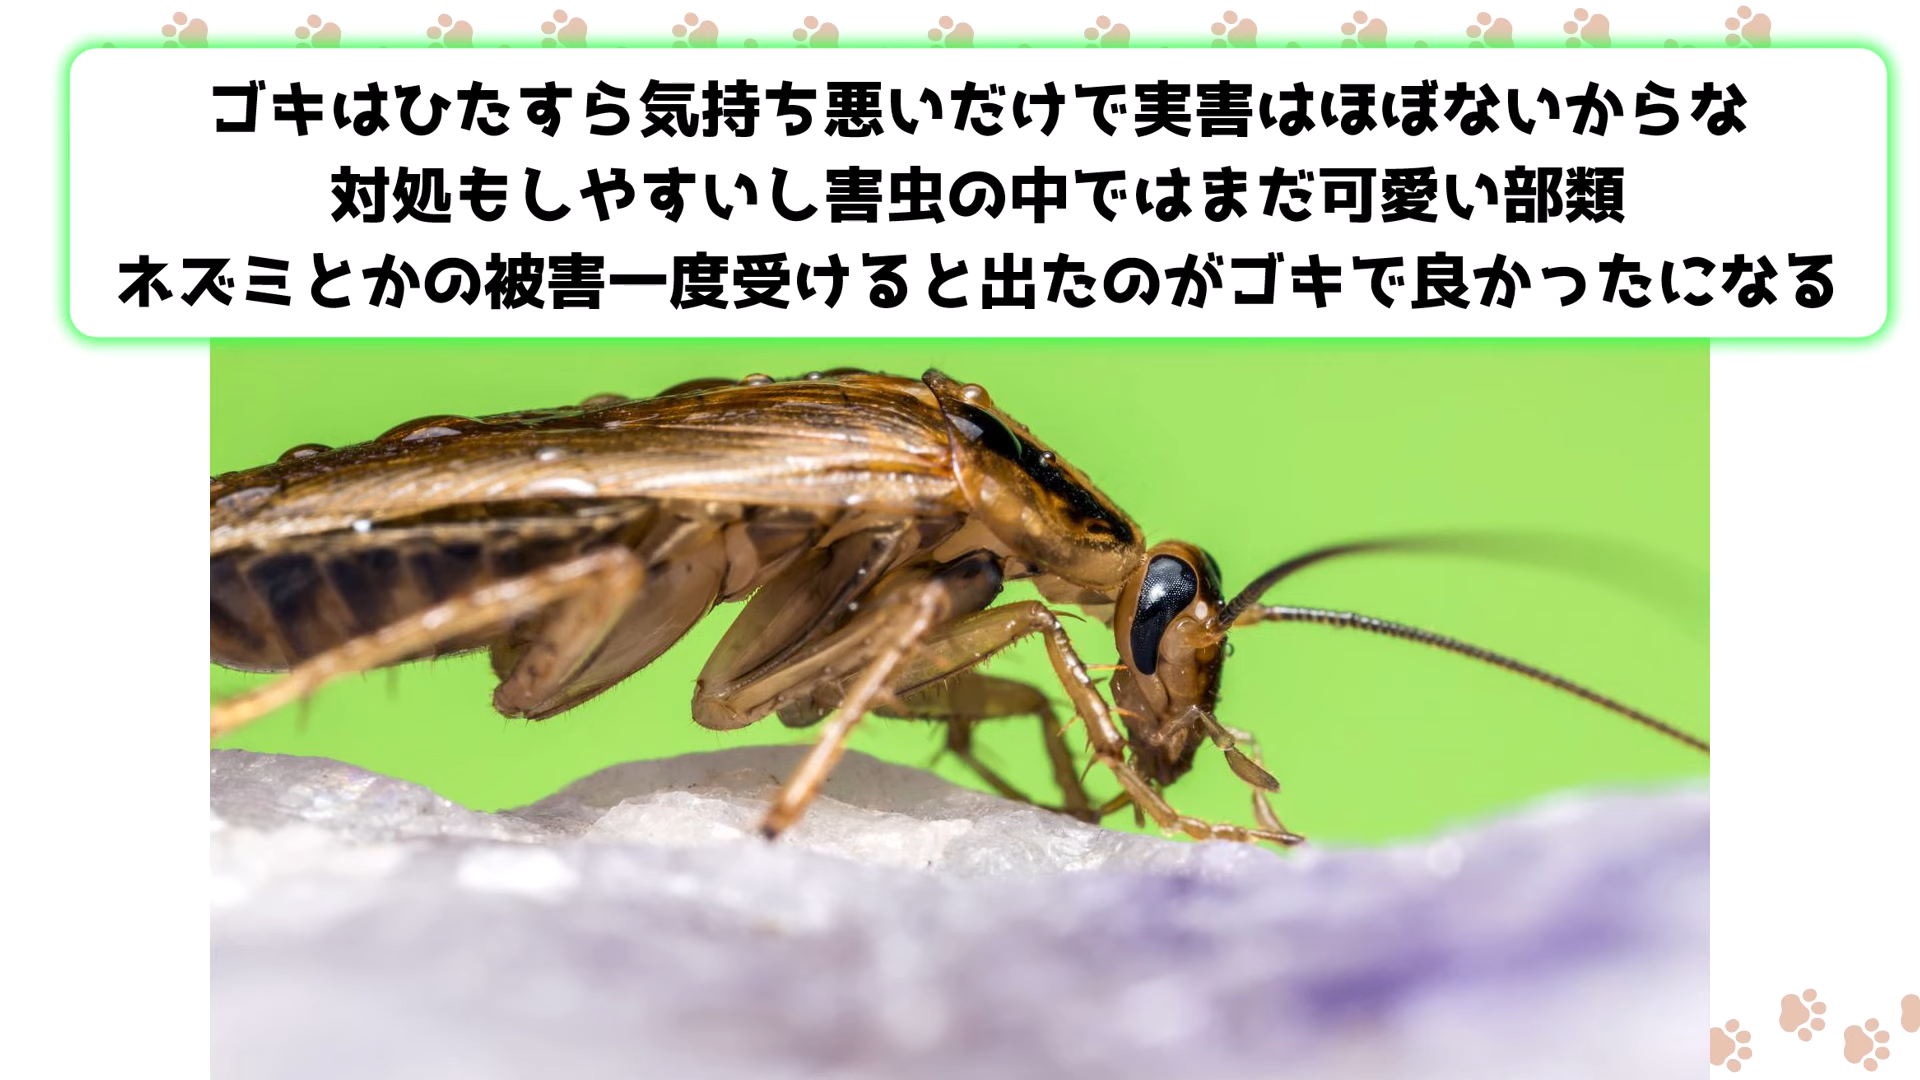 ゴキはひたすら気持ち悪いだけで実害はほぼないからな
対処もしやすいし害虫の中ではまだ可愛い部類
ネズミとかの被害一度受けると出たのがゴキで良かったになる